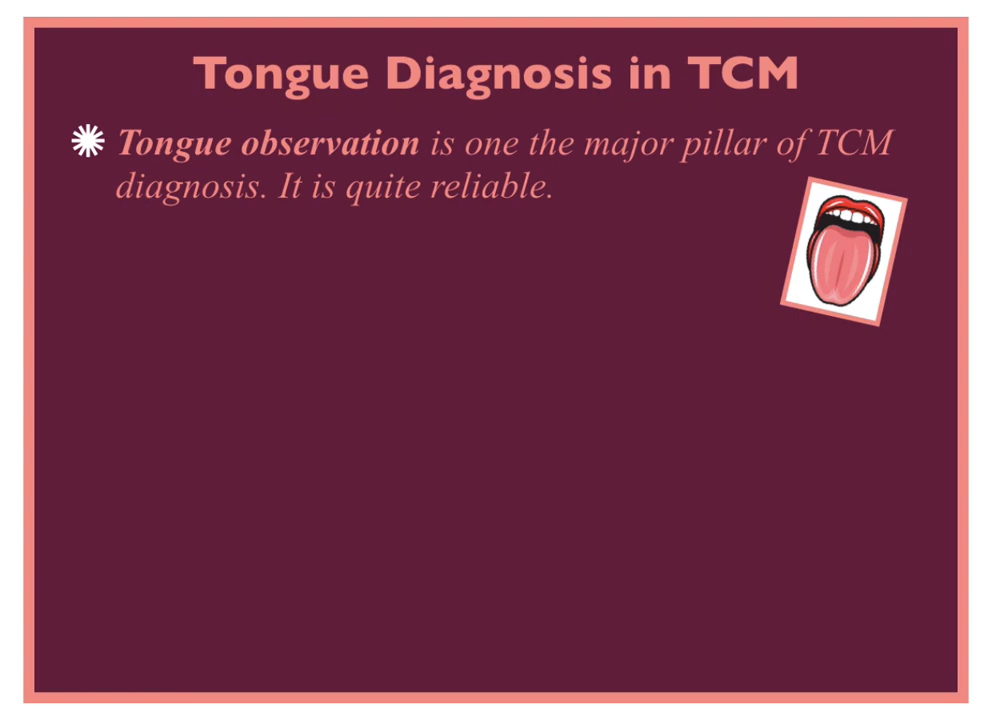 Tongue Diagnosis in TCM
Tongue observation is one the major pillar of TCM
diagnosis. It is quite reliable.